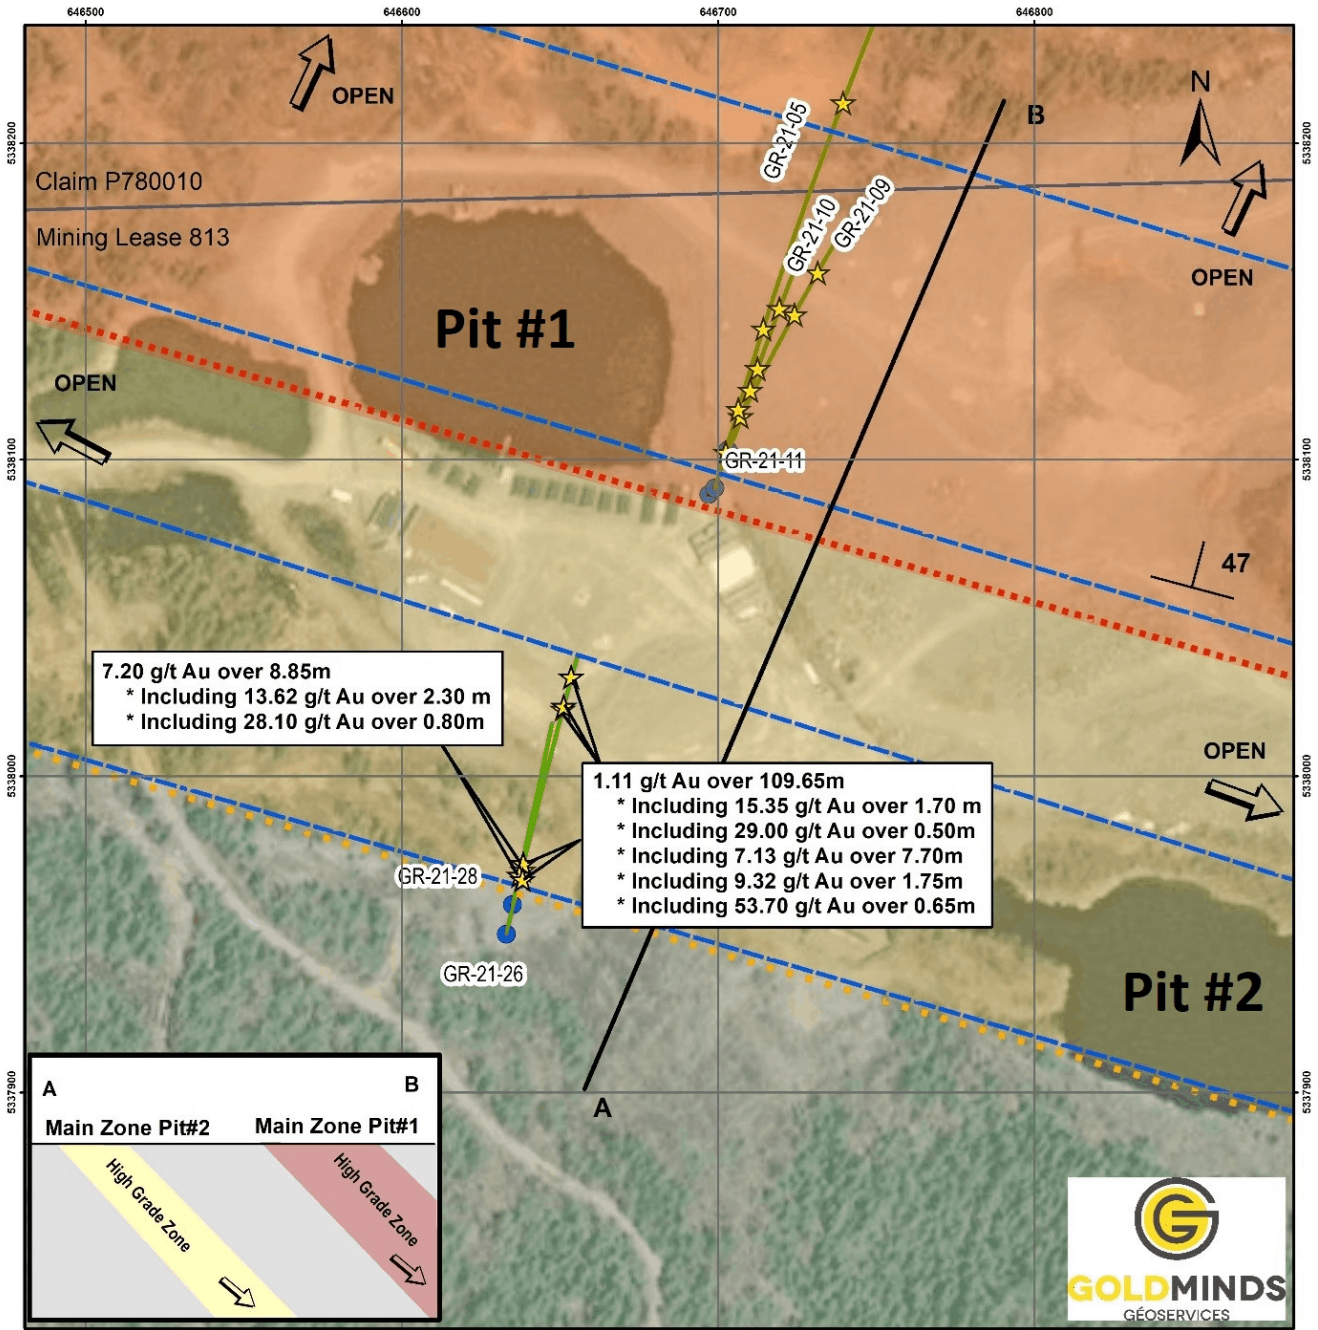 646500
646600
646700
646800
5338200
5338100
5338000
5337900
5338200
5338100
5338000
5337900
OPEN
B
N
GR-21-05
Claim P780010
Mining Lease 813
GR-21-10
GR-21-09
OPEN
Pit #1
OPEN
GR-21-11
47
7.20 g/t Au over 8.85m
* Including 13.62 g/t Au over 2.30 m
* Including 28.10 g/t Au over 0.80m
OPEN
1.11 g/t Au over 109.65m
* Including 15.35 g/t Au over 1.70 m
* Including 29.00 g/t Au over 0.50m
* Including 7.13 g/t Au over 7.70m
* Including 9.32 g/t Au over 1.75m
* Including 53.70 g/t Au over 0.65m
GR-21-28
GR-21-26
Pit #2
A
A
B
Main Zone Pit#2
Main Zone Pit#1
High Grade Zone
High Grade Zone
G
GOLDMINDS
GÉOSERVICES